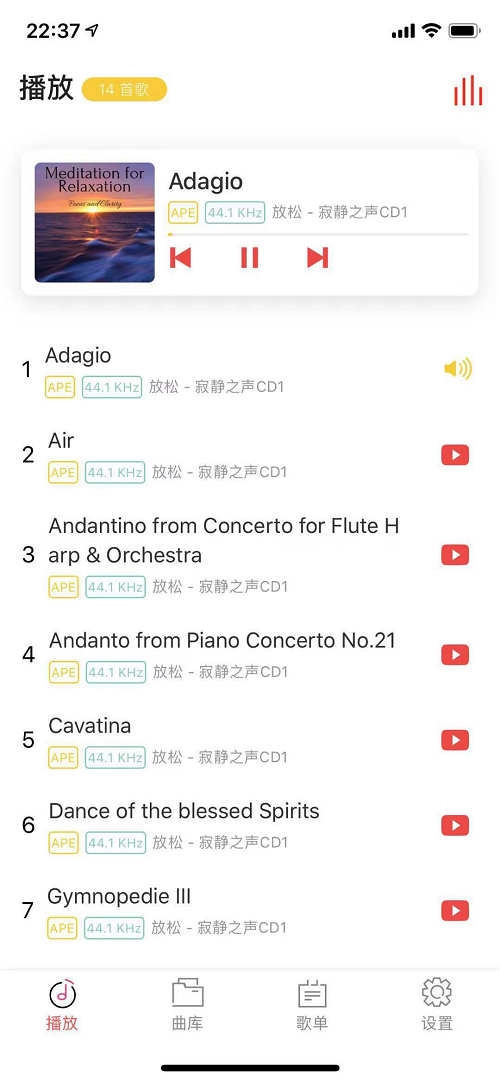 22:37
播放 14 首歌
Meditation for
Relaxation
Focus and Clarity
Adagio
APE 44.1 KHz 放松 - 寂静之声CD1
1 Adagio
APE 44.1 KHz 放松 - 寂静之声CD1
2 Air
APE 44.1 KHz 放松 - 寂静之声CD1
3 Andantino from Concerto for Flute H
arp & Orchestra
APE 44.1 KHz 放松 - 寂静之声CD1
4 Andanto from Piano Concerto No.21
APE 44.1 KHz 放松 - 寂静之声CD1
5 Cavatina
APE 44.1 KHz 放松 - 寂静之声CD1
6 Dance of the blessed Spirits
APE 44.1 KHz 放松 - 寂静之声CD1
7 Gymnopedie III
APE 44.1 KHz 放松 - 寂静之声CD1
播放 曲库 歌单 设置